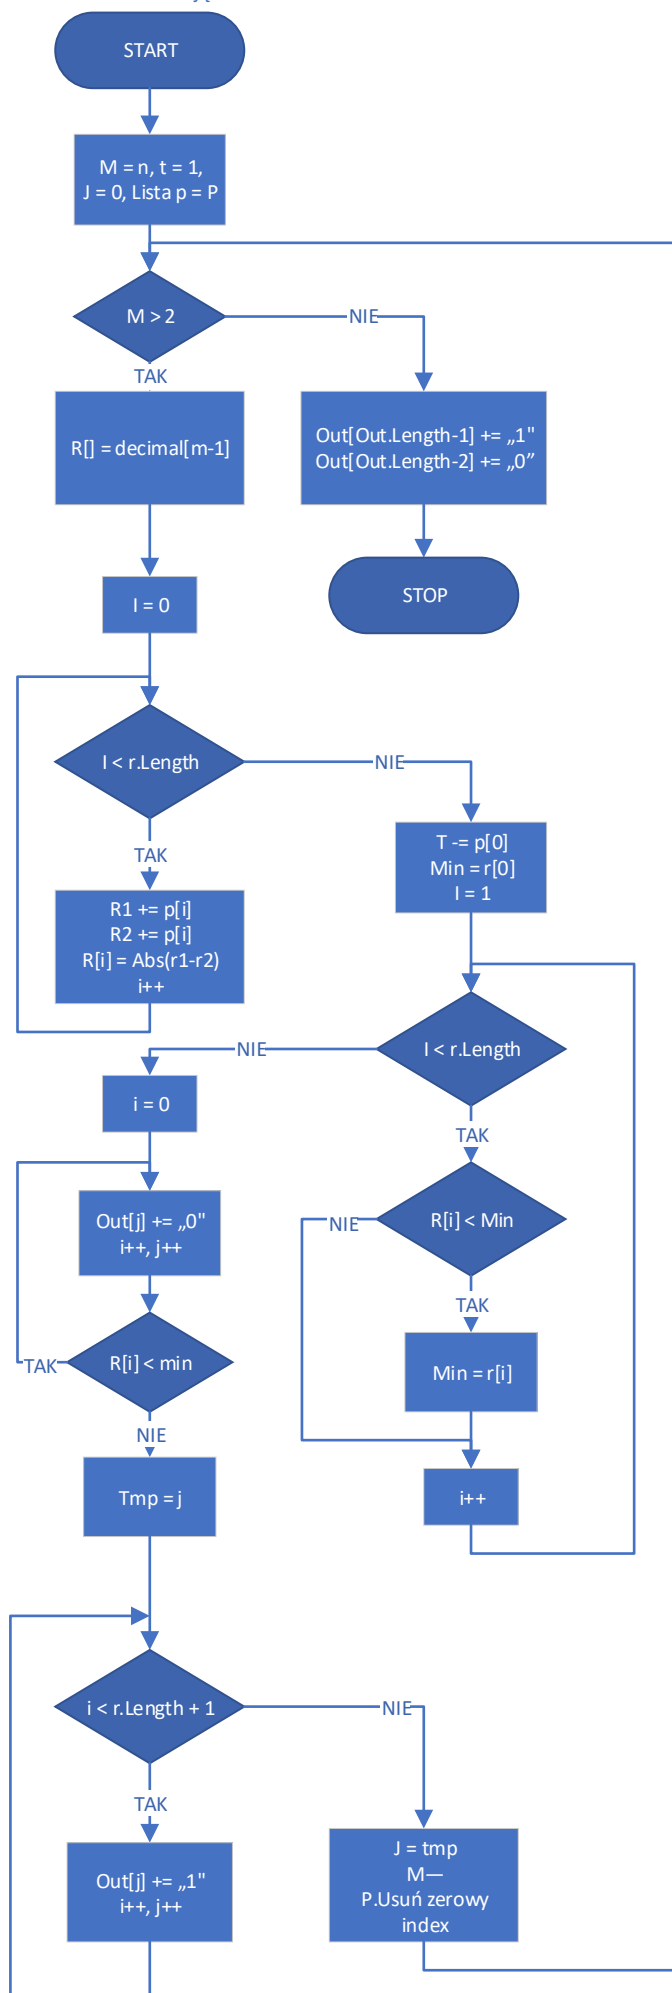 START
M = n, t = 1,
J = 0, Lista p = P
M > 2
NIE
TAK
R[] = decimal[m-1]
Out[Out.Length-1] += „1"
Out[Out.Length-2] += „0”
I = 0
STOP
I < r.Length
NIE
TAK
T -= p[0]
Min = r[0]
I = 1
R1 += p[i]
R2 += p[i]
R[i] = Abs(r1-r2)
i++
I < r.Length
NIE
i = 0
TAK
Out[j] += „0"
i++, j++
R[i] < Min
NIE
TAK
R[i] < min
TAK
Min = r[i]
NIE
Tmp = j
i++
i < r.Length + 1
NIE
TAK
Out[j] += „1"
i++, j++
J = tmp
M—
P.Usuń zerowy
index